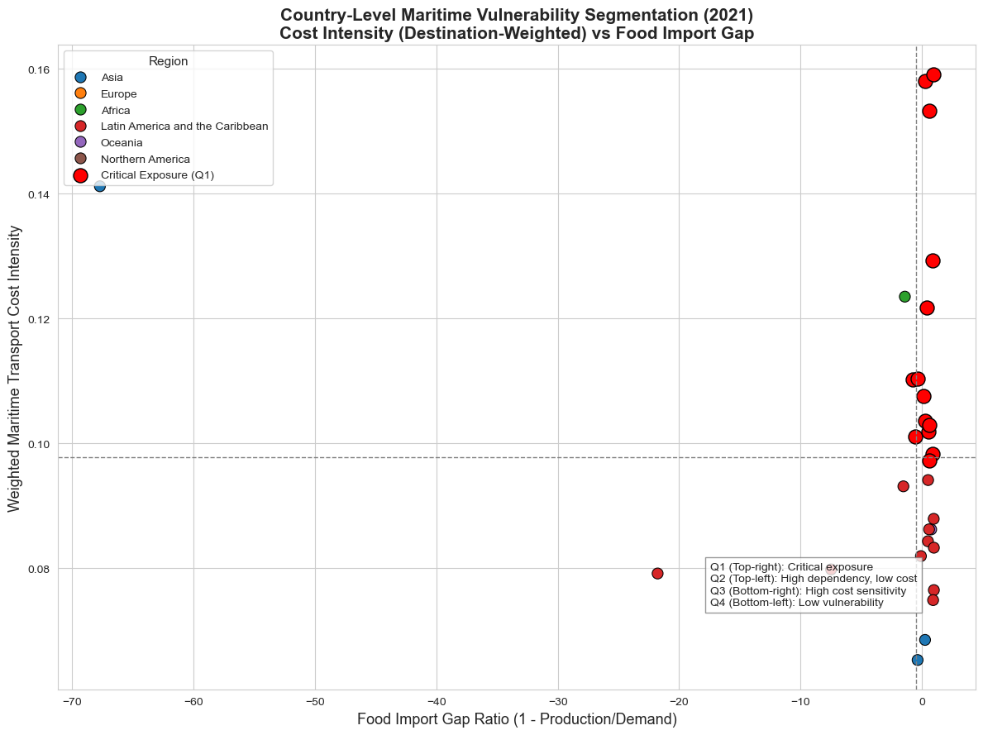 Country-Level Maritime Vulnerability Segmentation (2021)
Cost Intensity (Destination-Weighted) vs Food Import Gap
Weighted Maritime Transport Cost Intensity
0.16
0.14
0.12
0.10
0.08
Region
Asia
Europe
Africa
Latin America and the Caribbean
Oceania
Northern America
Critical Exposure (Q1)
Q1 (Top-right): Critical exposure
Q2 (Top-left): High dependency, low cost
Q3 (Bottom-right): High cost sensitivity
Q4 (Bottom-left): Low vulnerability
−70 −60 −50 −40 −30 −20 −10 0
Food Import Gap Ratio (1 - Production/Demand)